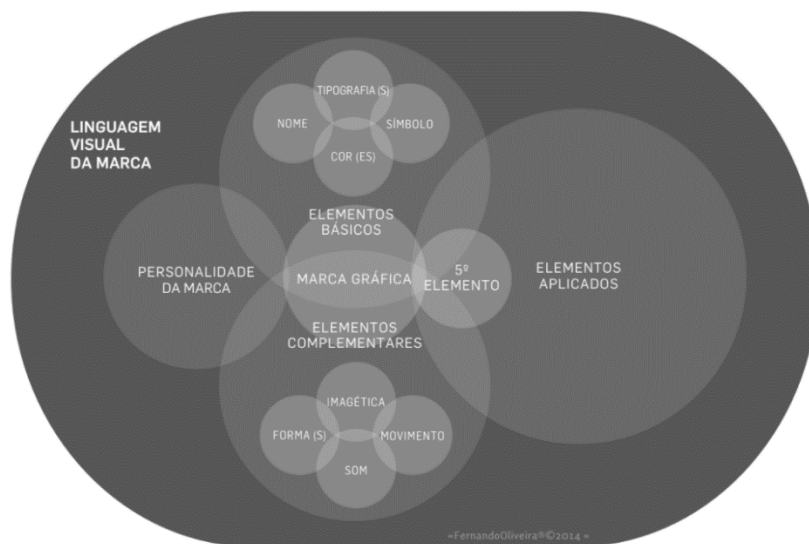 LINGUAGEM
VISUAL
DA MARCA
TIPOGRAFIA (S)
NOME
SÍMBOLO
COR (ES)
ELEMENTOS
BÁSICOS
PERSONALIDADE
DA MARCA
MARCA GRÁFICA
5º
ELEMENTO
ELEMENTOS
APLICADOS
ELEMENTOS
COMPLEMENTARES
IMAGÉTICA
FORMA (S)
MOVIMENTO
SOM
=FernandoOliveira®©2014 =